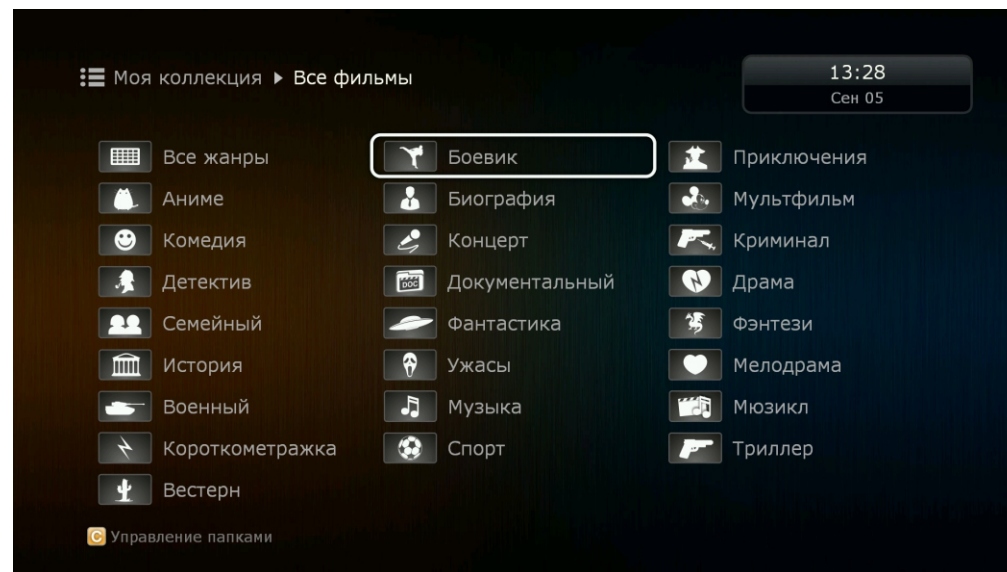 Моя коллекция ▶ Все фильмы
13:28
Сен 05
Все жанры
Боевик
Приключения
Аниме
Биография
Мультфильм
Комедия
Концерт
Криминал
Детектив
DOC
Документальный
Драма
Семейный
Фантастика
Фэнтези
История
Ужасы
Мелодрама
Военный
Музыка
Мюзикл
Короткометражка
Спорт
Триллер
Вестерн
C Управление папками